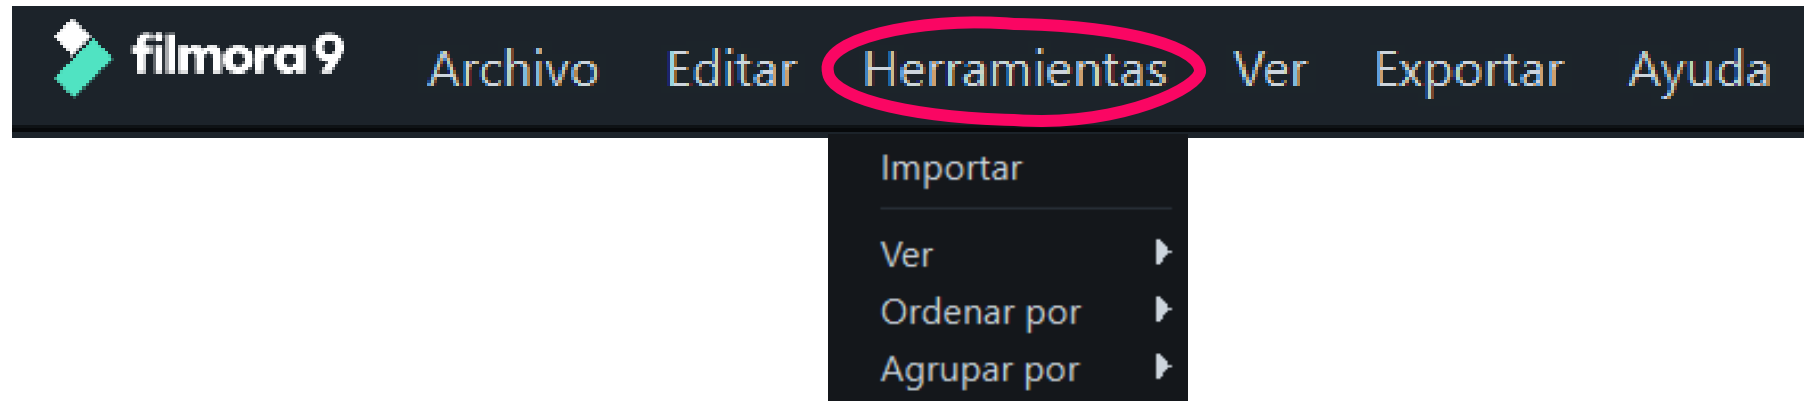 filmora9 Archivo Editar Herramientas Ver Exportar Ayuda
Importar
Ver
Ordenar por
Agrupar por